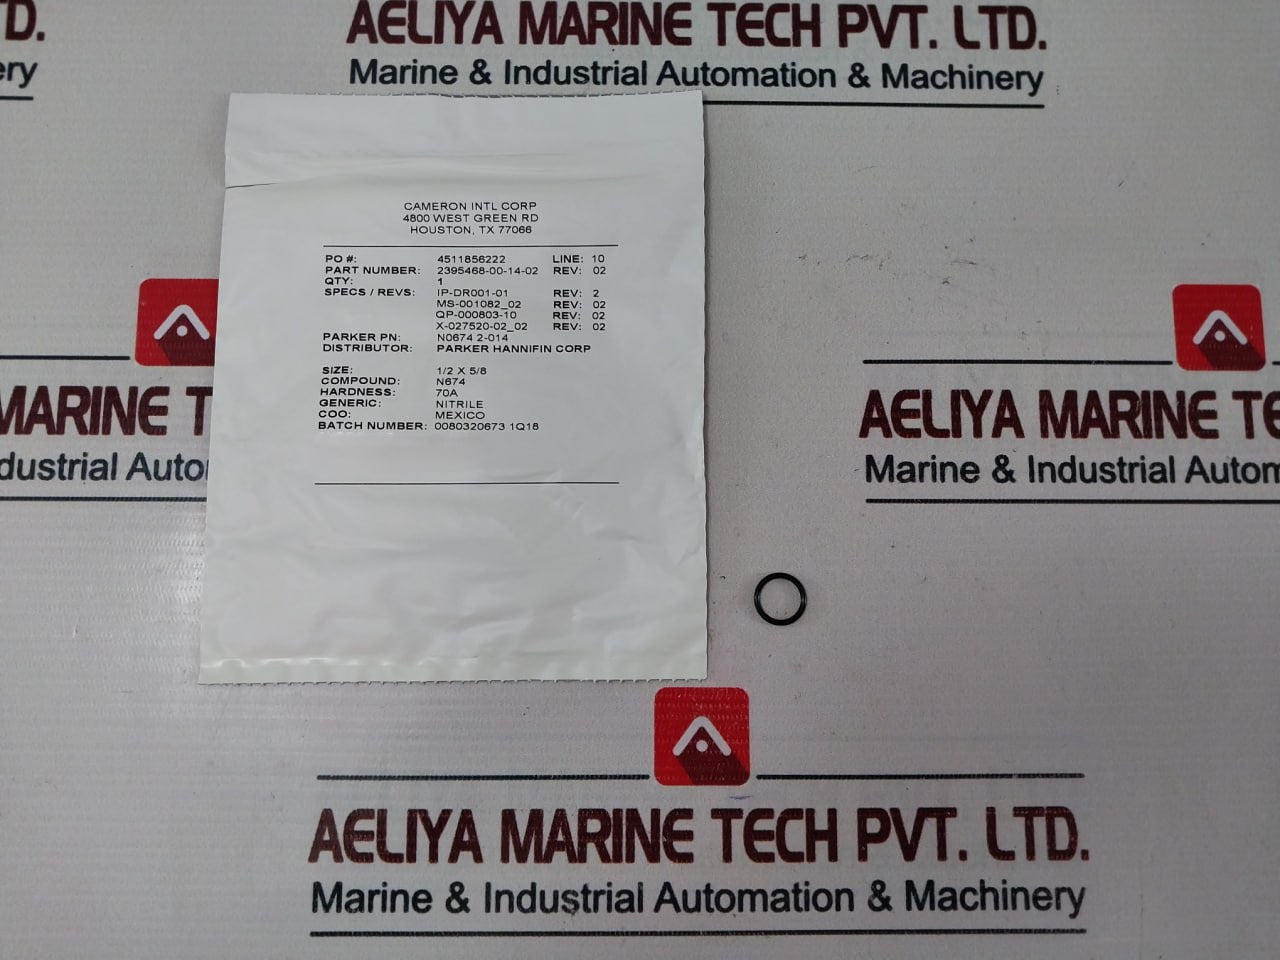 TD.
ery
AELIYA MARINE TECH PVT. LTD.
Marine & Industrial Automation & Machinery
CAMERON INTL CORP
4800 WEST GREEN RD
HOUSTON, TX 77066
PO #: 4511856222 LINE: 10
PART NUMBER: 2395468-00-14-02 REV: 02
QTY: 1
SPECS / REVS: IP-DR001-01 REV: 2
MS-001082_02 REV: 02
QP-000803-10 REV: 02
X-027520-02_02 REV: 02
PARKER PN: N0674 2-014
DISTRIBUTOR: PARKER HANNIFIN CORP
SIZE: 1/2 X 5/8
COMPOUND: N674
HARDNESS: 70A
GENERIC: NITRILE
COO: MEXICO
BATCH NUMBER: 0080320673 1Q18
MARINE T
dustrial Auto
AELIYA MARINE TE
Marine & Industrial Autom
AELIYA MARINE TECH PVT. LTD.
Marine & Industrial Automation & Machinery